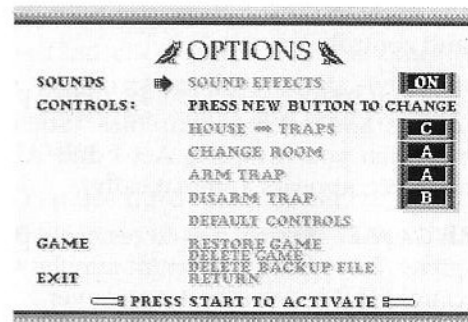 OPTIONS
SOUNDS SOUND EFFECTS ON
CONTROLS: PRESS NEW BUTTON TO CHANGE
HOUSE TRAPS C
CHANGE ROOM A
ARM TRAP A
DISARM TRAP B
DEFAULT CONTROLS
GAME RESTORE GAME
DELETE GAME
DELETE BACKUP FILE
EXIT RETURN
PRESS START TO ACTIVATE